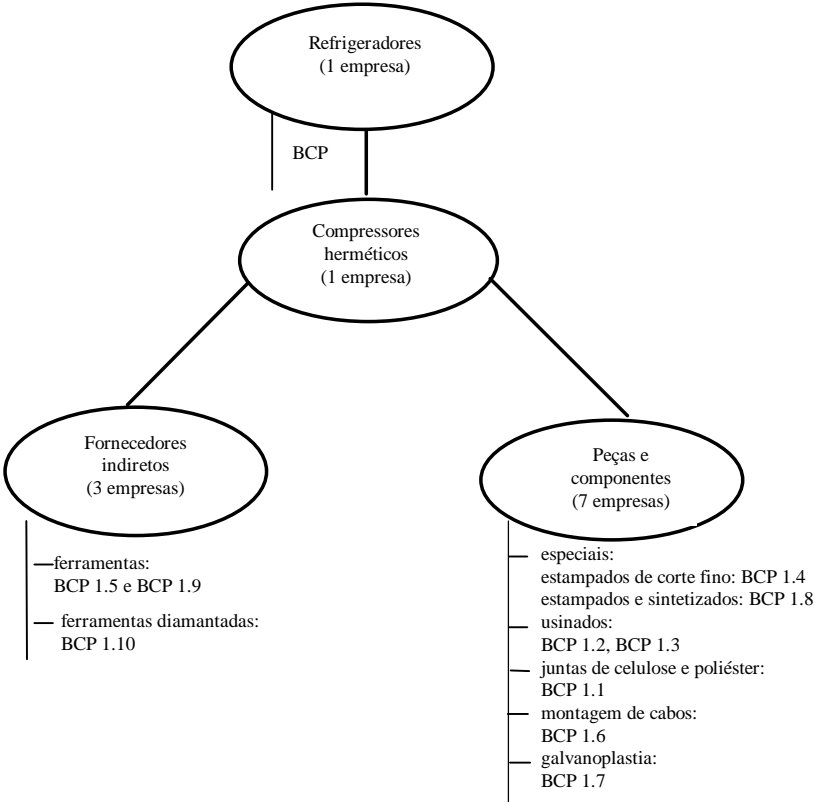 Refrigeradores
(1 empresa)
BCP
Compressores
herméticos
(1 empresa)
Fornecedores
indiretos
(3 empresas)
ferramentas:
BCP 1.5 e BCP 1.9
ferramentas diamantadas:
BCP 1.10
Peças e
componentes
(7 empresas)
especiais:
estampados de corte fino: BCP 1.4
estampados e sintetizados: BCP 1.8
usinados:
BCP 1.2, BCP 1.3
juntas de celulose e poliéster:
BCP 1.1
montagem de cabos:
BCP 1.6
galvanoplastia:
BCP 1.7